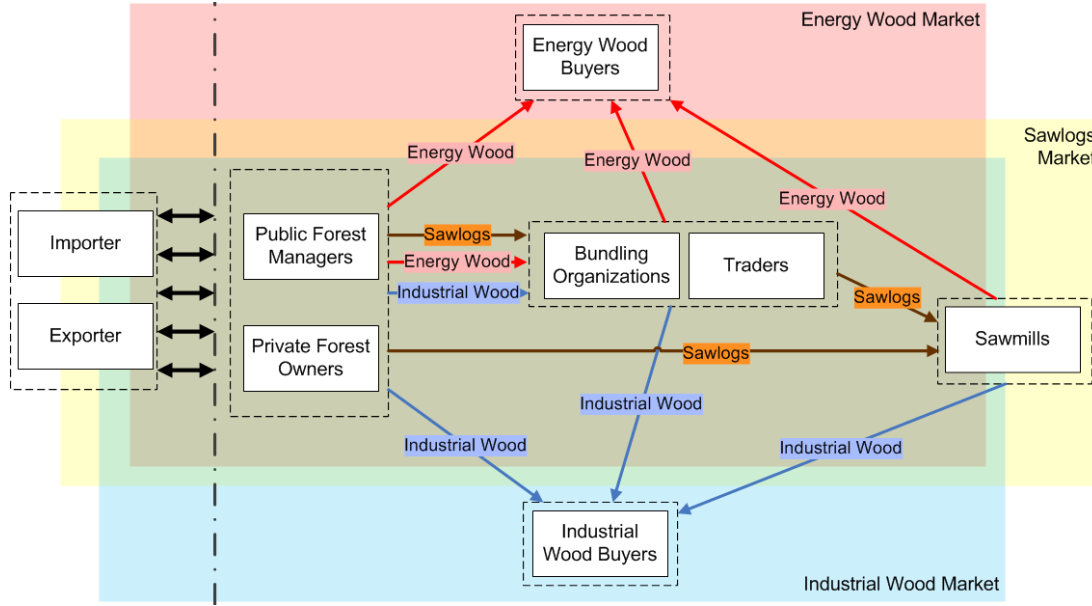 Energy Wood Market
Energy Wood
Buyers
Sawlogs
Market
Energy Wood
Energy Wood
Energy Wood
Importer
Exporter
Public Forest
Managers
Private Forest
Owners
Sawlogs
Energy Wood
Industrial Wood
Bundling
Organizations
Traders
Sawlogs
Sawmills
Sawlogs
Industrial Wood
Industrial Wood
Industrial Wood
Industrial
Wood Buyers
Industrial Wood Market